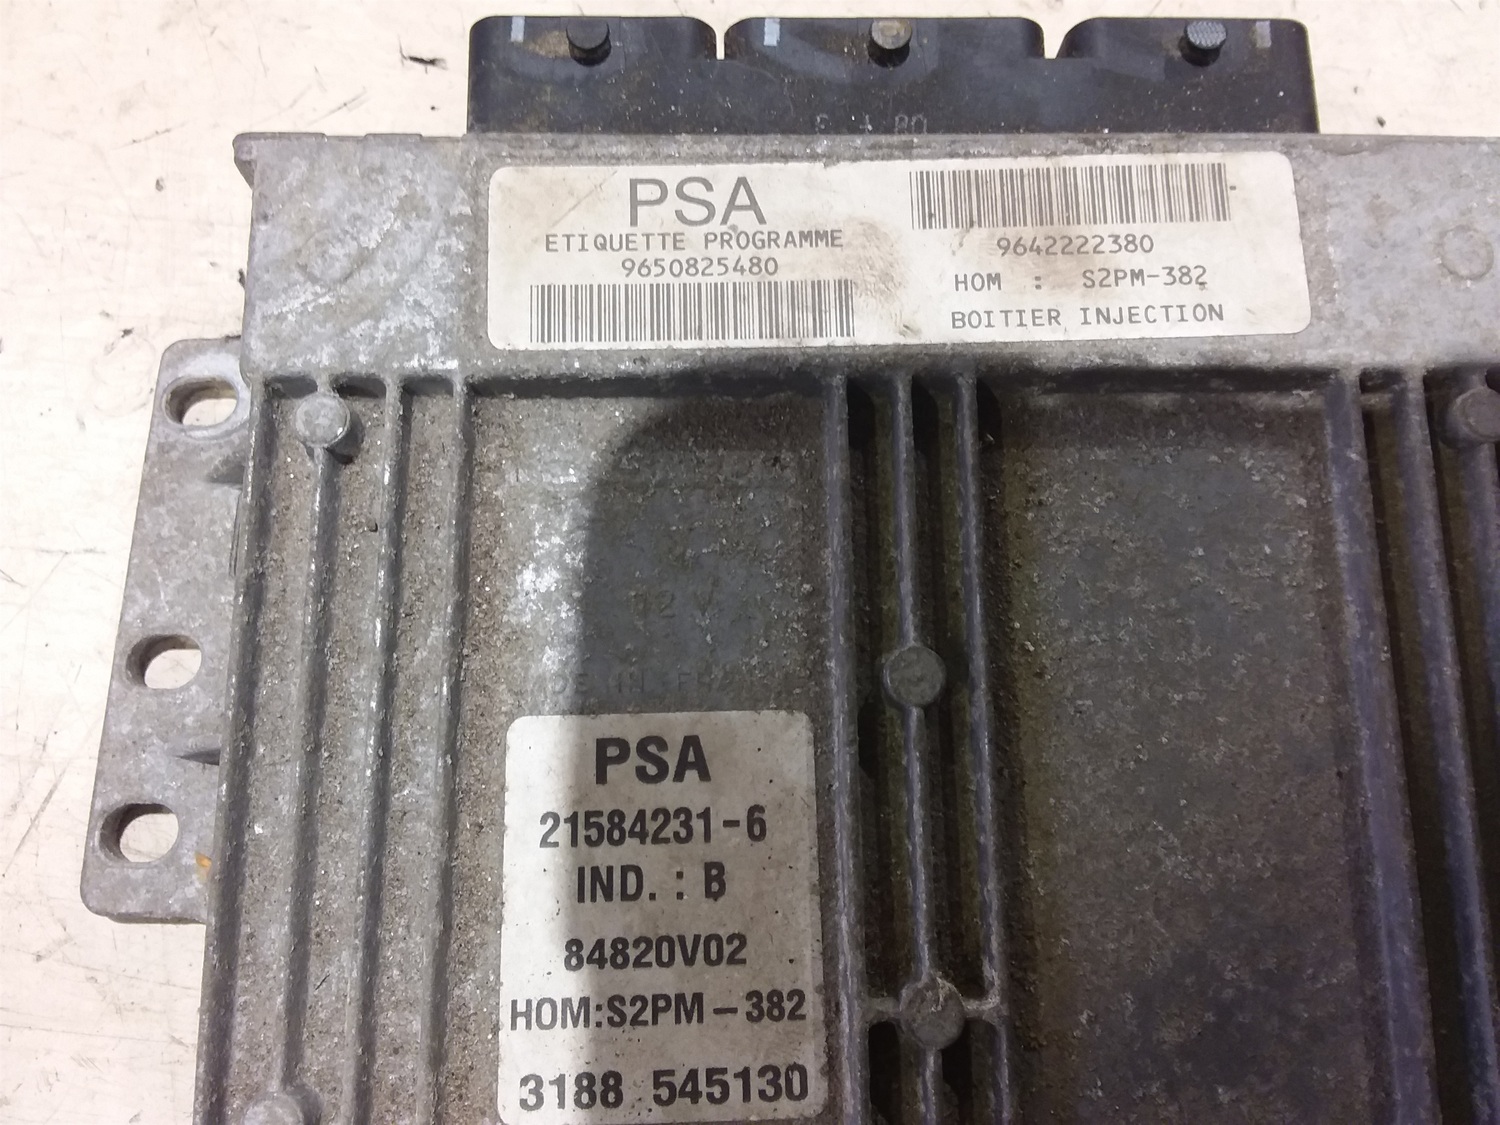 PSA
ETIQUETTE PROGRAMME
9650825480
9642222380
HOM : S2PM-382
BOITIER INJECTION
12 V
PSA
21584231-6
IND. : B
84820V02
HOM:S2PM-382
3188 545130